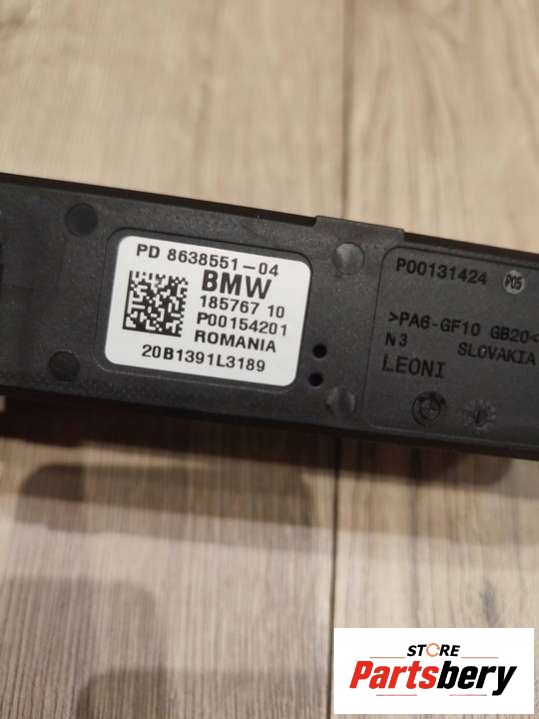 PD 8638551-04
BMW
185767 10
P00154201
ROMANIA
20B1391L3189
P00131424 P05
>PA6-GF10 GB20<
N3 SLOVAKIA
LEONI
STORE
Partsbery